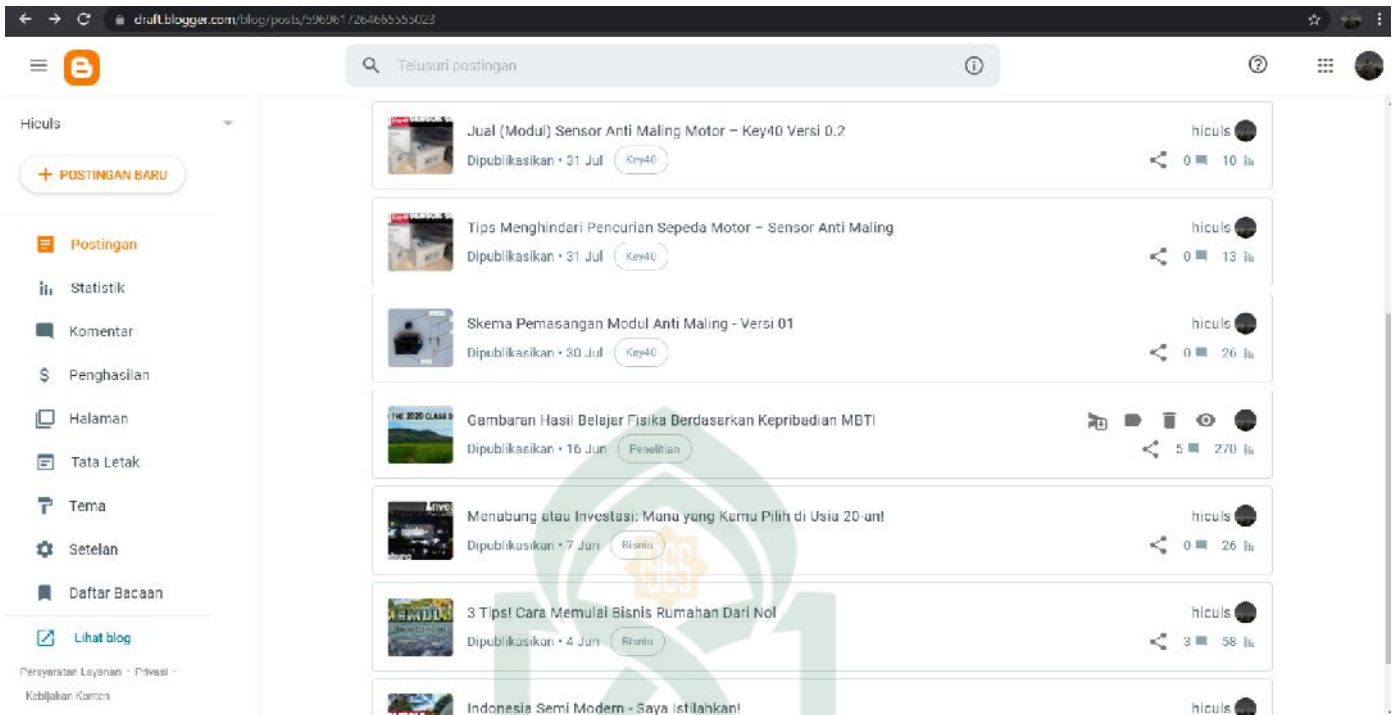 draft.blogger.com/blog/posts/5969617264665555023
Telusuri postingan
Hiculs
POSTINGAN BARU
Postingan
Statistik
Komentar
Penghasilan
Halaman
Tata Letak
Tema
Setelan
Daftar Bacaan
Lihat blog
Persyaratan Layanan - Privasi -
Kebijakan Konten
Jual (Modul) Sensor Anti Maling Motor – Key40 Versi 0.2
hiculs
Dipublikasikan • 31 Jul Key40
0 10
Tips Menghindari Pencurian Sepeda Motor – Sensor Anti Maling
hiculs
Dipublikasikan • 31 Jul Key40
0 13
Skema Pemasangan Modul Anti Maling - Versi 01
hiculs
Dipublikasikan • 30 Jul Key40
0 26
THE 2020 CLASS
Gambaran Hasil Belajar Fisika Berdasarkan Kepribadian MBTI
Dipublikasikan • 16 Jun Penelitian
5 270
Menabung atau Investasi: Mana yang Kamu Pilih di Usia 20-an!
hiculs
Dipublikasikan • 7 Jun Bisnis
0 26
3 Tips! Cara Memulai Bisnis Rumahan Dari Nol
hiculs
Dipublikasikan • 4 Jun Bisnis
3 58
Indonesia Semi Modern - Saya Istilahkan!
hiculs
1965